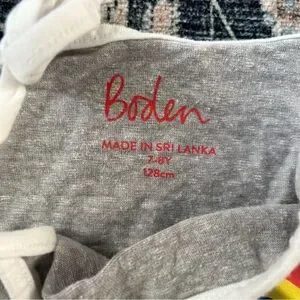 Boden
MADE IN SRI LANKA
7-8Y
128cm